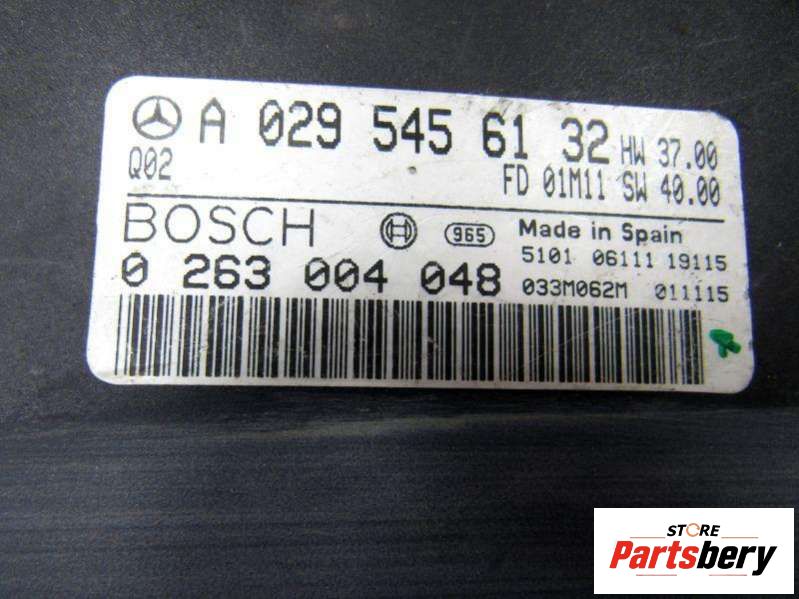 A 029 545 61 32 HW 37.00
Q02 FD 01M11 SW 40.00
BOSCH 965 Made in Spain
5101 06111 19115
0 263 004 048 033M062M 011115
STORE
Partsbery